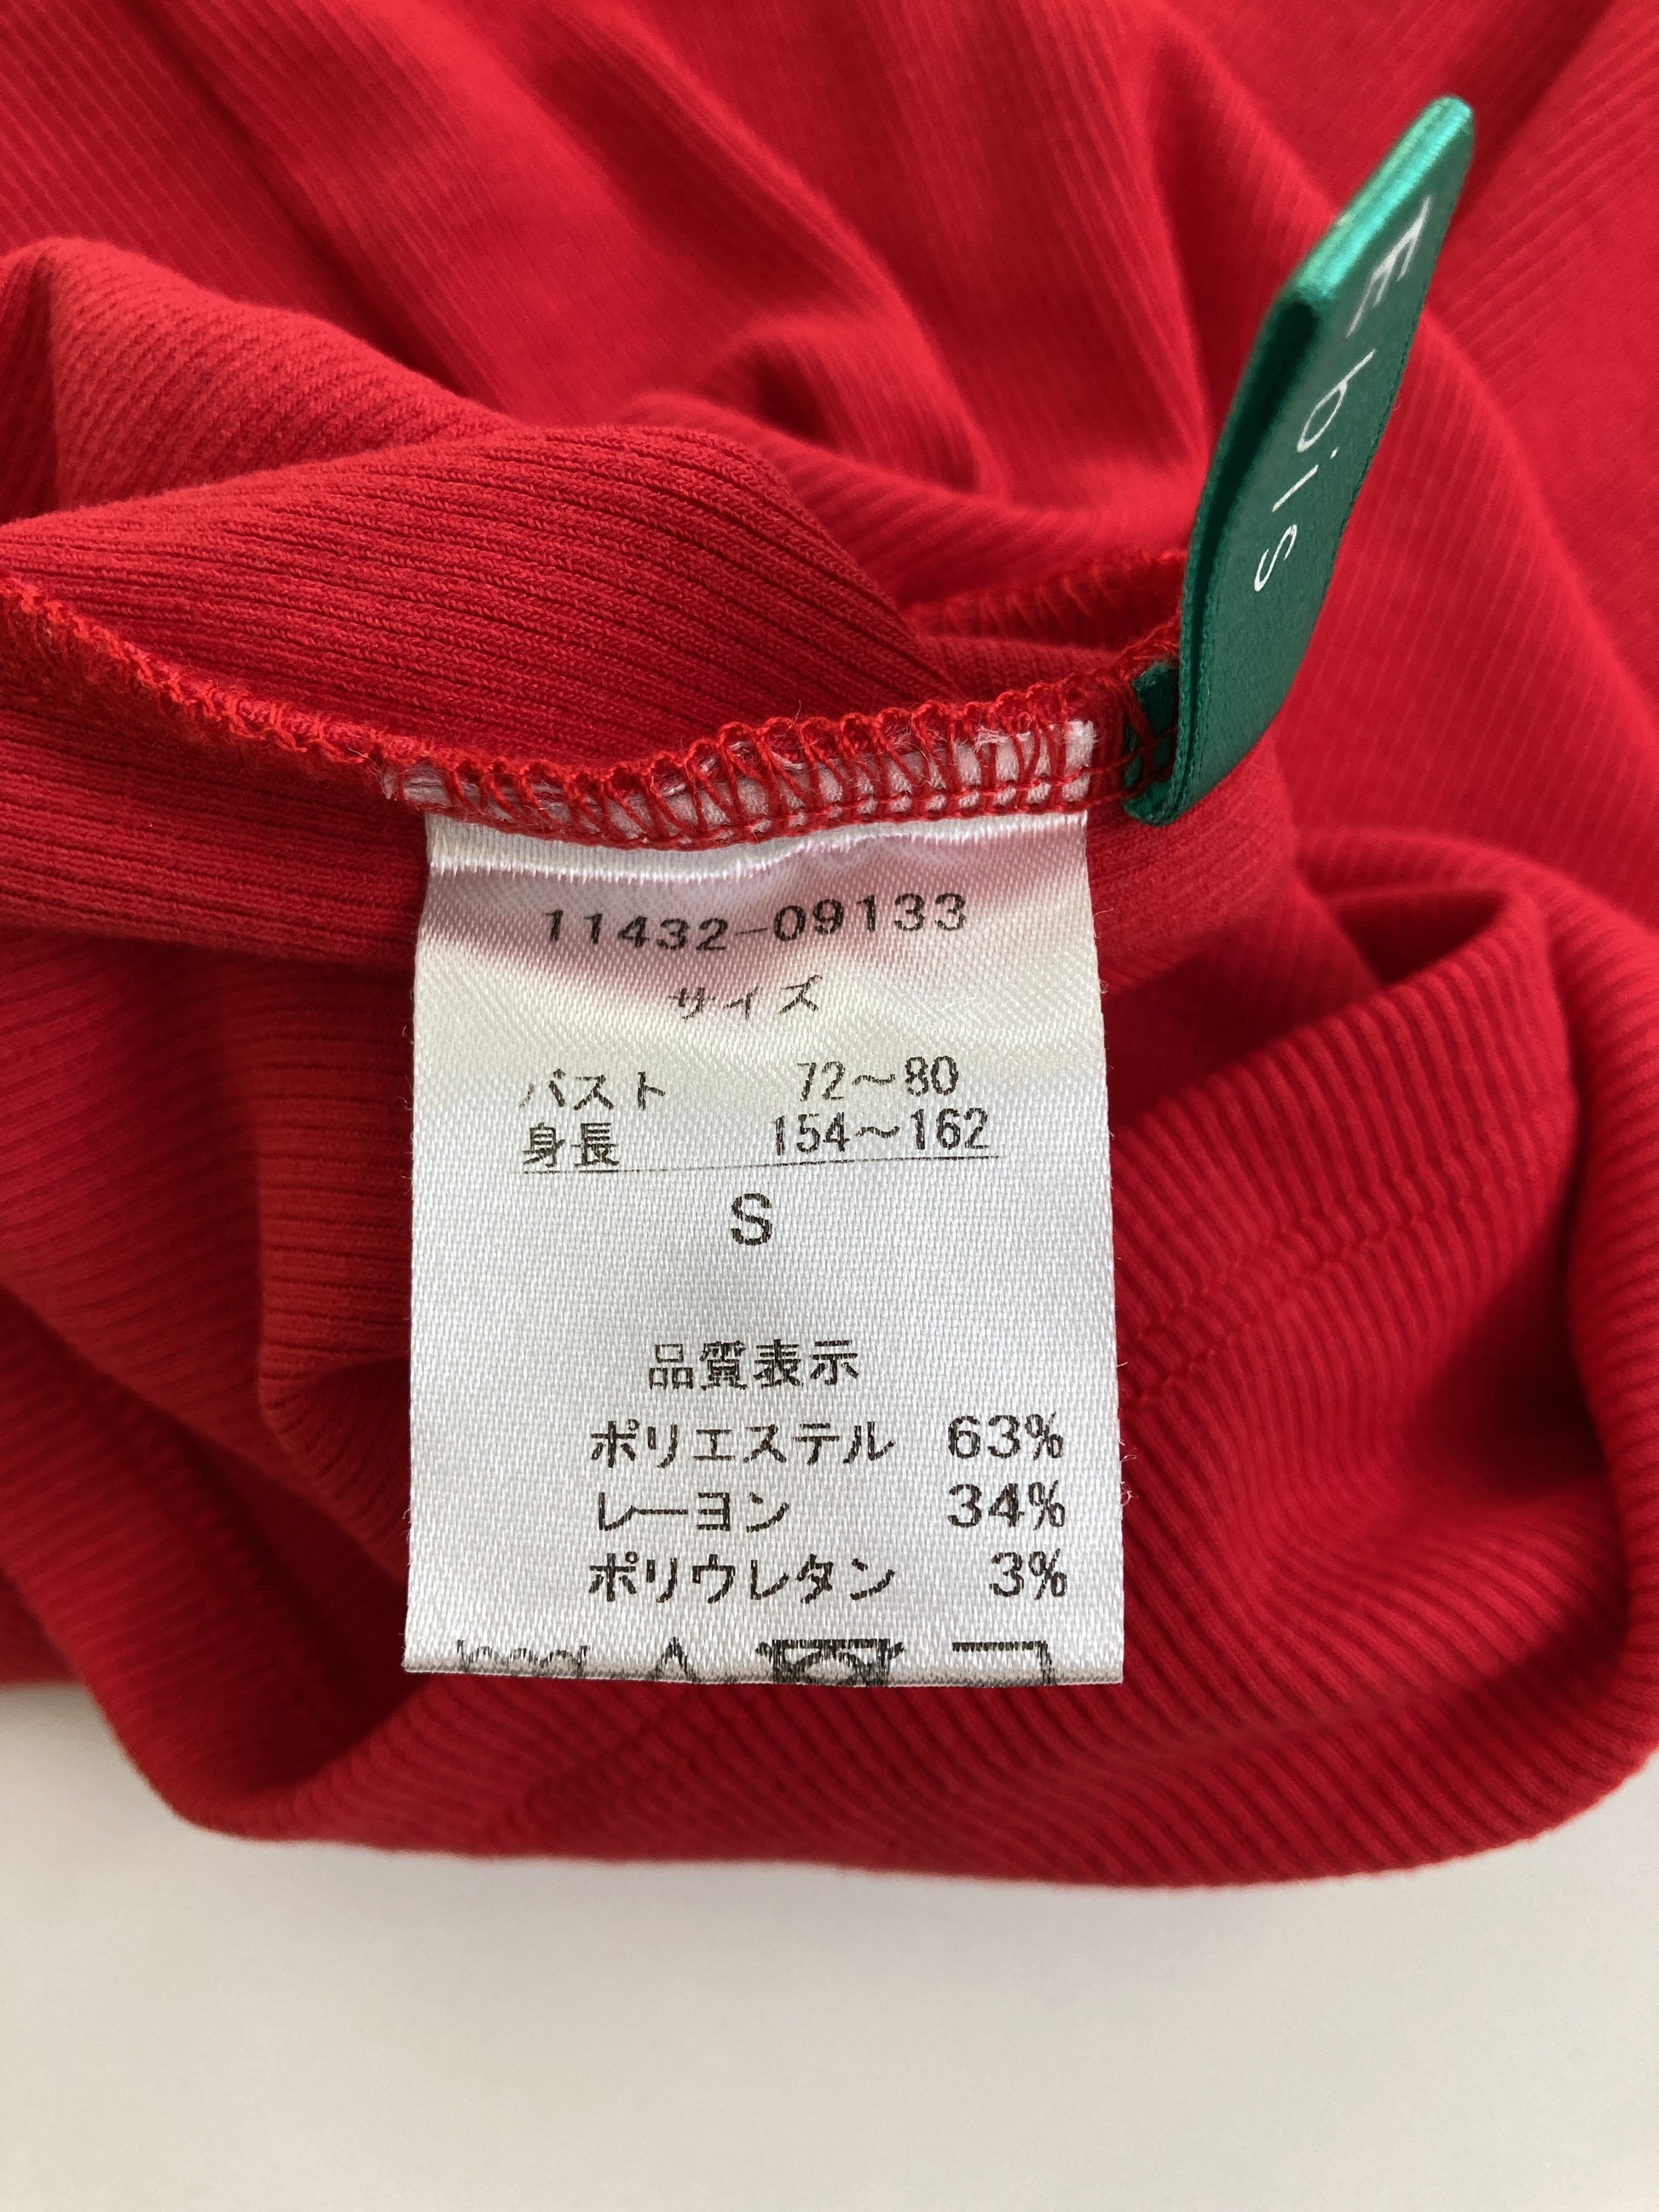 Ebis
11432-09133
サイズ
バスト 72～80
身長 154～162
S
品質表示
ポリエステル 63%
レーヨン 34%
ポリウレタン 3%